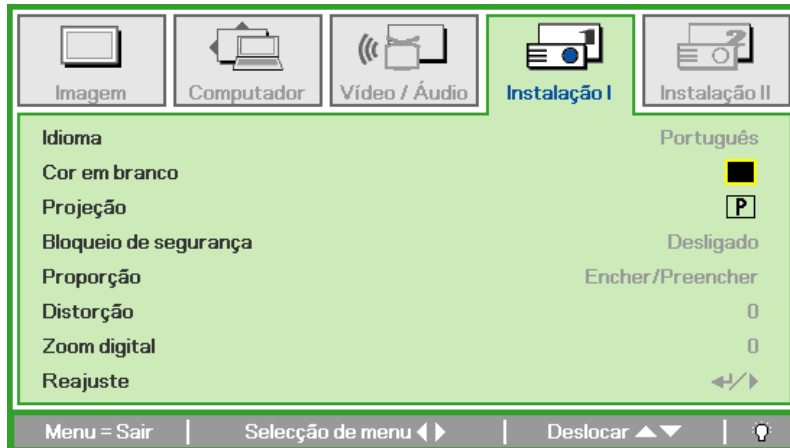 Imagem Computador Vídeo / Áudio Instalação I Instalação II
Idioma Português
Cor em branco
Projeção P
Bloqueio de segurança Desligado
Proporção Encher/Preencher
Distorção 0
Zoom digital 0
Reajuste
Menu = Sair Selecção de menu Deslocar